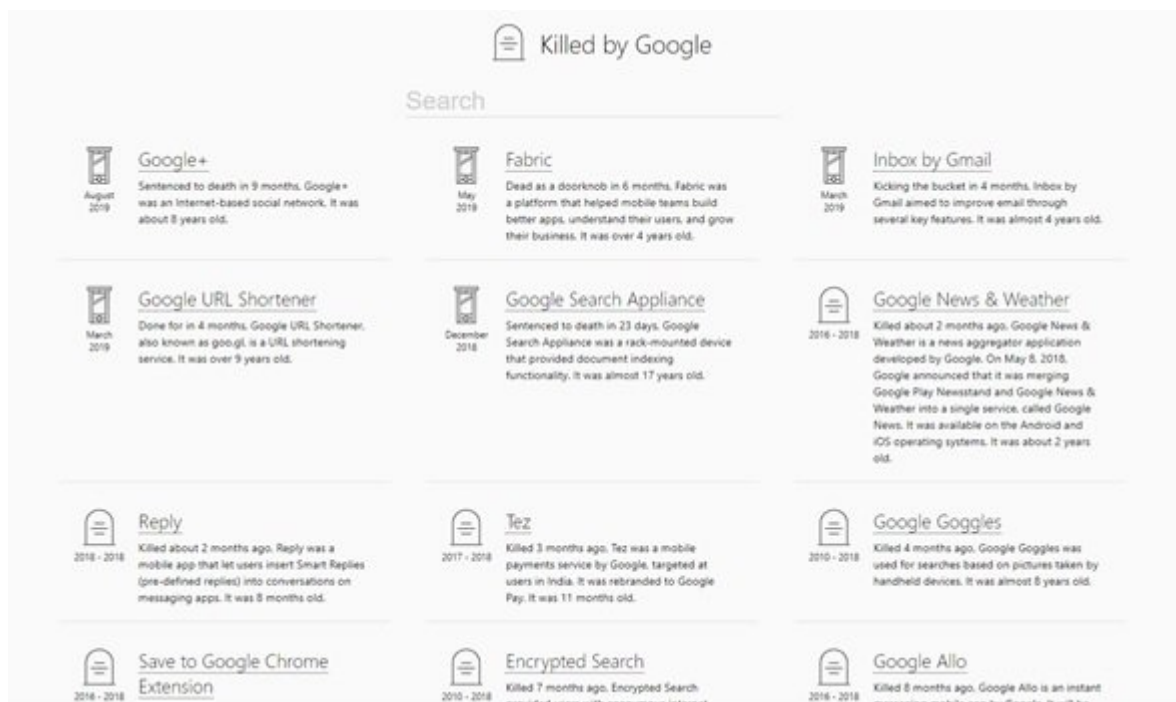 Killed by Google
Search
Google+
August
2019
Sentenced to death in 9 months, Google+
was an Internet-based social network. It was
about 8 years old.
Fabric
May
2019
Dead as a doorknob in 6 months, Fabric was
a platform that helped mobile teams build
better apps, understand their users, and grow
their business. It was over 4 years old.
Inbox by Gmail
March
2019
Kicking the bucket in 4 months, Inbox by
Gmail aimed to improve email through
several key features. It was almost 4 years old.
Google URL Shortener
March
2019
Done for in 4 months, Google URL Shortener,
also known as goo.gl, is a URL shortening
service. It was over 9 years old.
Google Search Appliance
December
2018
Sentenced to death in 23 days, Google
Search Appliance was a rack-mounted device
that provided document indexing
functionality. It was almost 17 years old.
Google News & Weather
2016 - 2018
Killed about 2 months ago, Google News &
Weather is a news aggregator application
developed by Google. On May 8, 2018,
Google announced that it was merging
Google Play Newsstand and Google News &
Weather into a single service, called Google
News. It was available on the Android and
iOS operating systems. It was about 2 years
old.
Reply
2018 - 2018
Killed about 2 months ago, Reply was a
mobile app that let users insert Smart Replies
(pre-defined replies) into conversations on
messaging apps. It was 8 months old.
Tez
2017 - 2018
Killed 3 months ago, Tez was a mobile
payments service by Google, targeted at
users in India. It was rebranded to Google
Pay. It was 11 months old.
Google Goggles
2010 - 2018
Killed 4 months ago, Google Goggles was
used for searches based on pictures taken by
handheld devices. It was almost 8 years old.
Save to Google Chrome
Extension
2016 - 2018
Encrypted Search
2010 - 2018
Killed 7 months ago, Encrypted Search
Google Allo
2016 - 2018
Killed 8 months ago, Google Allo is an instant